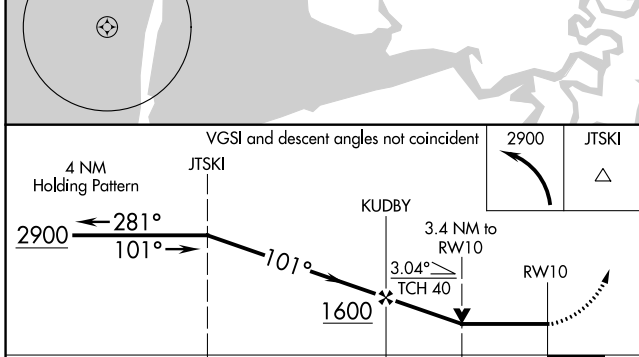 VGSI and descent angles not coincident
2900
JTSKI
4 NM
Holding Pattern
JTSKI
2900
281°
101°
101°
KUDBY
1600
3.04°
TCH 40
3.4 NM to
RW10
RW10